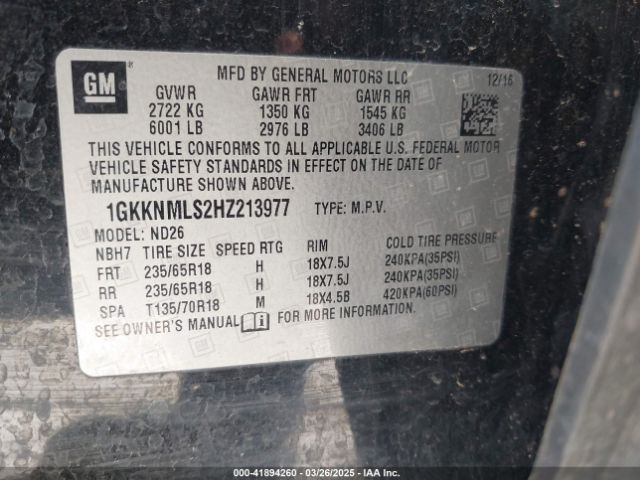 GM
MFD BY GENERAL MOTORS LLC
12/16
GVWR GAWR FRT GAWR RR
2722 KG 1350 KG 1545 KG
6001 LB 2976 LB 3406 LB
THIS VEHICLE CONFORMS TO ALL APPLICABLE U.S. FEDERAL MOTOR
VEHICLE SAFETY STANDARDS IN EFFECT ON THE DATE OF
MANUFACTURE SHOWN ABOVE.
1GKKNMLS2HZ213977 TYPE: M.P.V.
MODEL: ND26
NBH7 TIRE SIZE SPEED RTG RIM COLD TIRE PRESSURE
FRT 235/65R18 H 18X7.5J 240KPA(35PSI)
RR 235/65R18 H 18X7.5J 240KPA(35PSI)
SPA T135/70R18 M 18X4.5B 420KPA(60PSI)
SEE OWNER'S MANUAL FOR MORE INFORMATION.
000-41894260 | 03/26/2025 — IAA Inc.